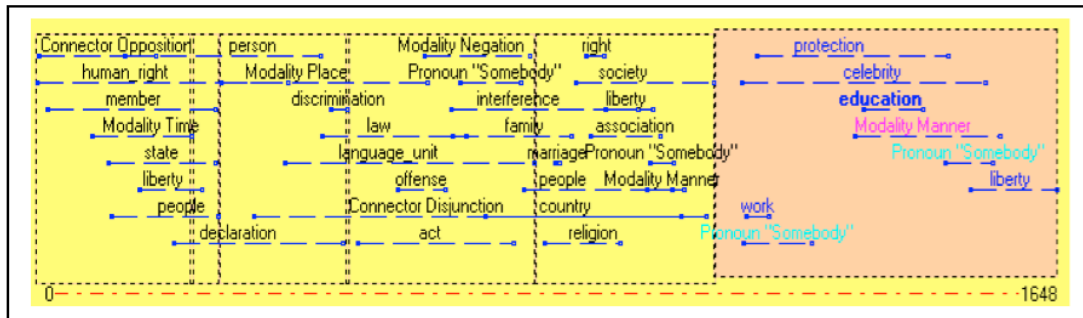 Connector Opposition person Modality Negation right protection
human_right Modality Place Pronoun "Somebody" society celebrity
member discrimination interference liberty education
Modality Time law family association Modality Manner
state language_unit marriage Pronoun "Somebody" Pronoun "Somebody"
liberty offense people Modality Manner liberty
people Connector Disjunction country work
declaration act religion Pronoun "Somebody"
0 1648